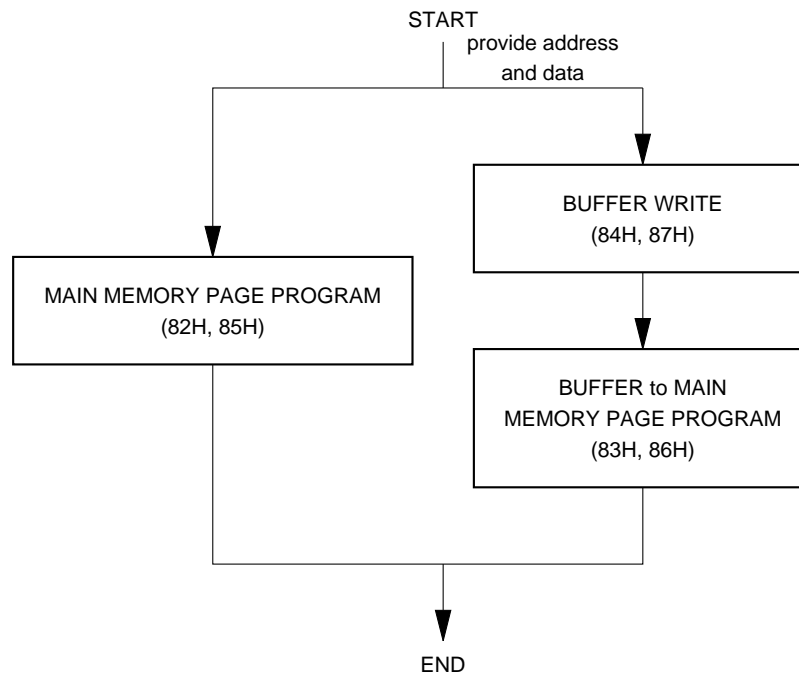 START
provide address
and data
BUFFER WRITE
(84H, 87H)
MAIN MEMORY PAGE PROGRAM
(82H, 85H)
BUFFER to MAIN
MEMORY PAGE PROGRAM
(83H, 86H)
END